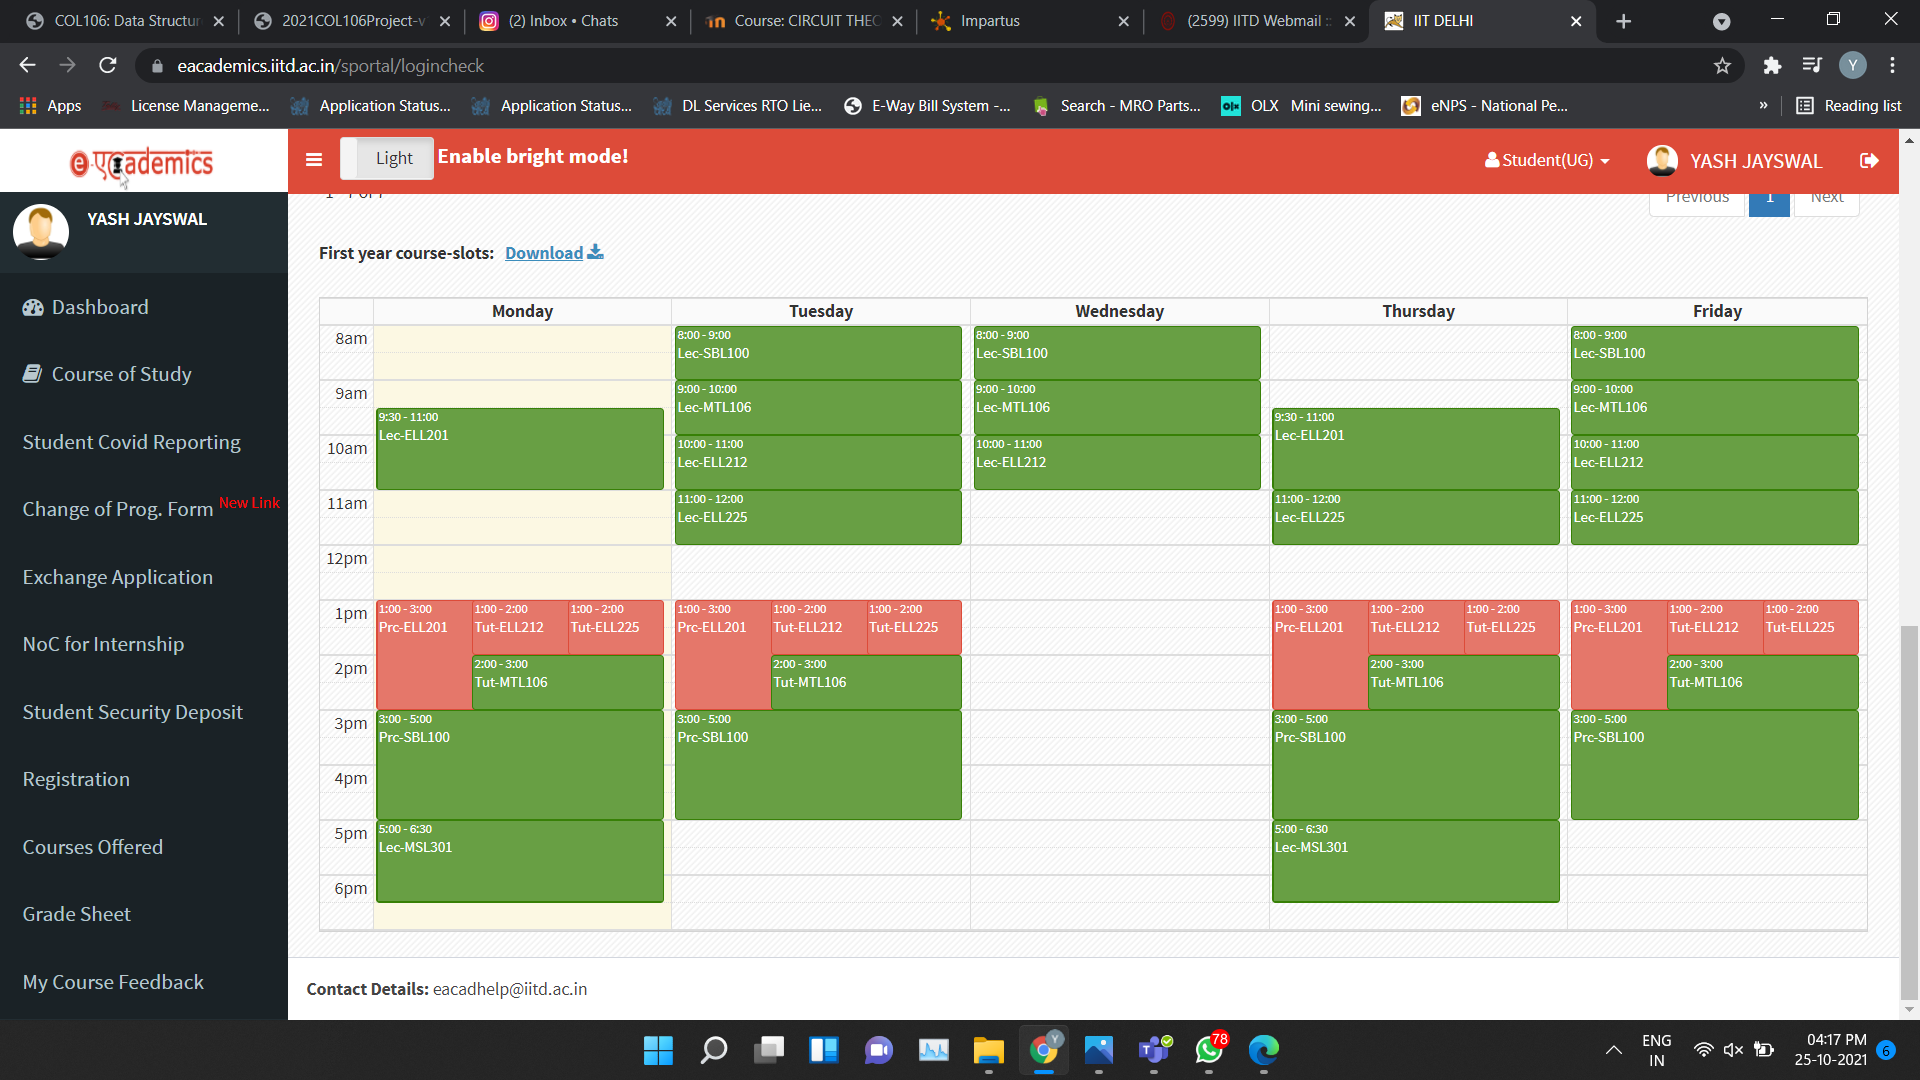 COL106: Data Structur
2021COL106Project-v
(2) Inbox • Chats
Course: CIRCUIT THEO
Impartus
(2599) IITD Webmail ::
IIT DELHI
eacademics.iitd.ac.in/sportal/logincheck
Y
Apps
License Manageme...
Application Status...
Application Status...
DL Services RTO Lie...
E-Way Bill System -...
Search - MRO Parts...
OLX
Mini sewing...
eNPS - National Pe...
»
Reading list
e-एcademics
Light
Enable bright mode!
Student(UG)
YASH JAYSWAL
YASH JAYSWAL
Dashboard
Course of Study
Student Covid Reporting
Change of Prog. Form New Link
Exchange Application
NoC for Internship
Student Security Deposit
Registration
Courses Offered
Grade Sheet
My Course Feedback
Previous
1
Next
First year course-slots: Download
Monday
Tuesday
Wednesday
Thursday
Friday
8am
9am
10am
11am
12pm
1pm
2pm
3pm
4pm
5pm
6pm
9:30 - 11:00
Lec-ELL201
1:00 - 3:00
Prc-ELL201
1:00 - 2:00
Tut-ELL212
1:00 - 2:00
Tut-ELL225
2:00 - 3:00
Tut-MTL106
3:00 - 5:00
Prc-SBL100
5:00 - 6:30
Lec-MSL301
8:00 - 9:00
Lec-SBL100
9:00 - 10:00
Lec-MTL106
10:00 - 11:00
Lec-ELL212
11:00 - 12:00
Lec-ELL225
1:00 - 3:00
Prc-ELL201
1:00 - 2:00
Tut-ELL212
1:00 - 2:00
Tut-ELL225
2:00 - 3:00
Tut-MTL106
3:00 - 5:00
Prc-SBL100
8:00 - 9:00
Lec-SBL100
9:00 - 10:00
Lec-MTL106
10:00 - 11:00
Lec-ELL212
9:30 - 11:00
Lec-ELL201
11:00 - 12:00
Lec-ELL225
1:00 - 3:00
Prc-ELL201
1:00 - 2:00
Tut-ELL212
1:00 - 2:00
Tut-ELL225
2:00 - 3:00
Tut-MTL106
3:00 - 5:00
Prc-SBL100
5:00 - 6:30
Lec-MSL301
8:00 - 9:00
Lec-SBL100
9:00 - 10:00
Lec-MTL106
10:00 - 11:00
Lec-ELL212
11:00 - 12:00
Lec-ELL225
1:00 - 3:00
Prc-ELL201
1:00 - 2:00
Tut-ELL212
1:00 - 2:00
Tut-ELL225
2:00 - 3:00
Tut-MTL106
3:00 - 5:00
Prc-SBL100
Contact Details: eacadhelp@iitd.ac.in
Y
78
ENG
IN
04:17 PM
25-10-2021
6